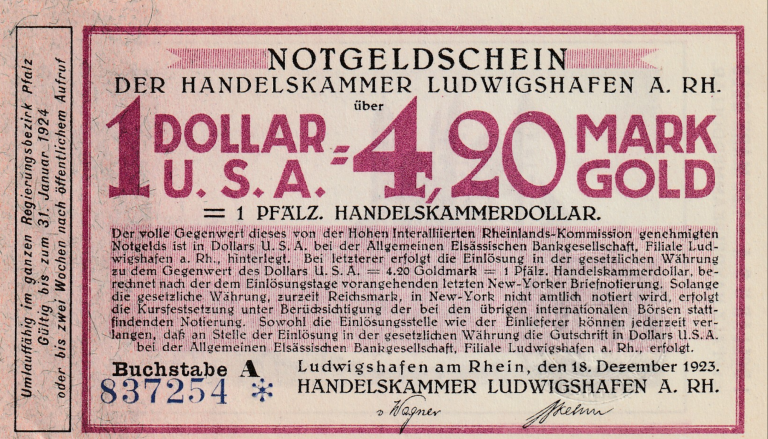 Umlauffähig im ganzen Regierungsbezirk Pfalz
Gültig bis zum 31. Januar 1924
oder bis zwei Wochen nach öffentlichem Aufruf
NOTGELDSCHEIN
DER HANDELSKAMMER LUDWIGSHAFEN A. RH.
über
1 DOLLAR U. S. A. = 4,20 MARK GOLD
= 1 PFÄLZ. HANDELSKAMMERDOLLAR.
Der volle Gegenwert dieses von der Hohen Interalliierten Rheinlands-Kommission genehmigten
Notgelds ist in Dollars U. S. A. bei der Allgemeinen Elsässischen Bankgesellschaft, Filiale Lud-
wigshafen a. Rh., hinterlegt. Bei letzterer erfolgt die Einlösung in der gesetzlichen Währung
zu dem Gegenwert des Dollars U. S. A. = 4.20 Goldmark = 1 Pfälz. Handelskammerdollar, be-
rechnet nach der dem Einlösungstage vorangehenden letzten New-Yorker Briefnotierung. Solange
die gesetzliche Währung, zurzeit Reichsmark, in New-York nicht amtlich notiert wird, erfolgt
die Kursfestsetzung unter Berücksichtigung der bei den übrigen internationalen Börsen statt-
findenden Notierung. Sowohl die Einlösungsstelle wie der Einlieferer können jederzeit ver-
langen, daß an Stelle der Einlösung in der gesetzlichen Währung die Gutschrift in Dollars U.S.A.
bei der Allgemeinen Elsässischen Bankgesellschaft, Filiale Ludwigshafen a. Rh., erfolgt.
Buchstabe A
837254 *
Ludwigshafen am Rhein, den 18. Dezember 1923.
HANDELSKAMMER LUDWIGSHAFEN A. RH.
v Wagner